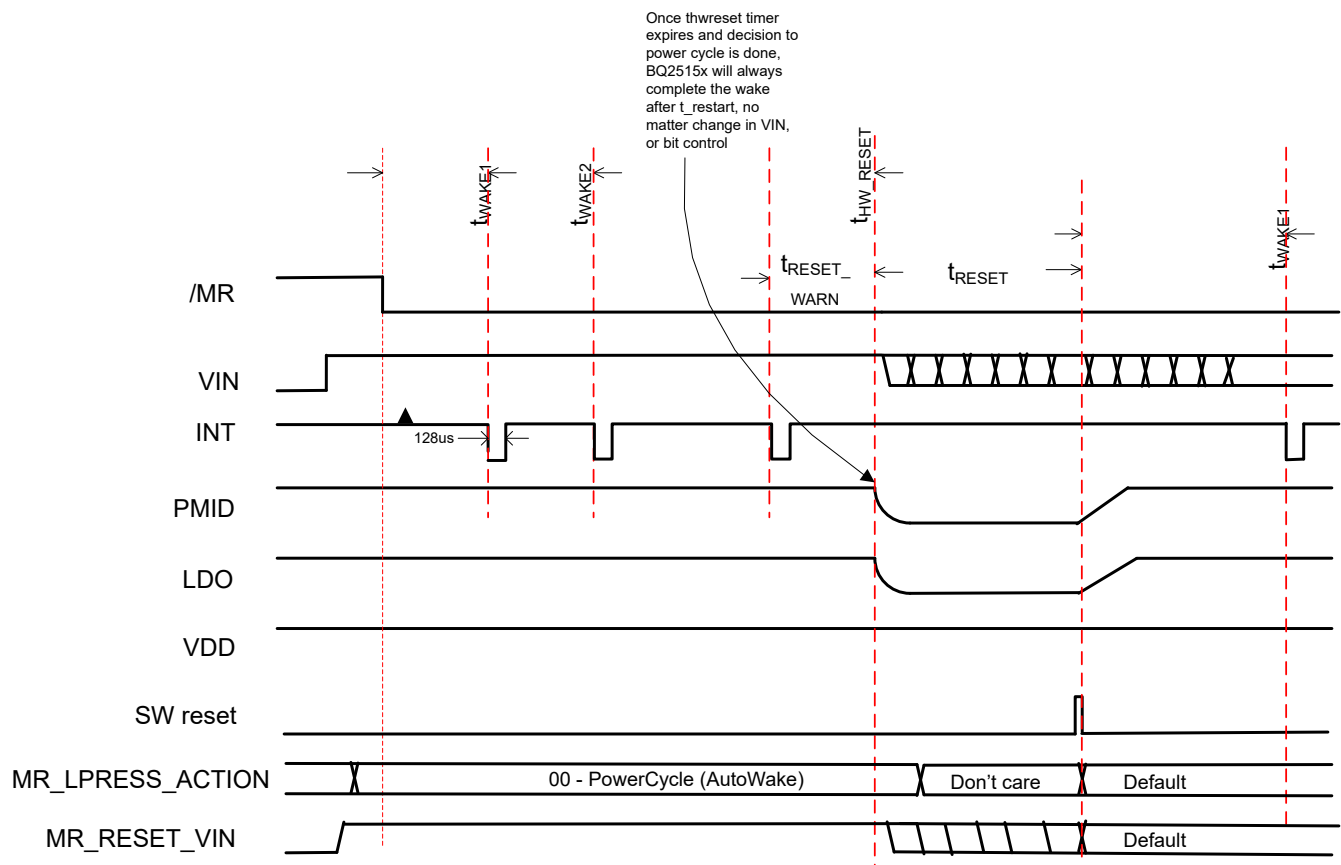 Once thwreset timer
expires and decision to
power cycle is done,
BQ2515x will always
complete the wake
after t_restart, no
matter change in VIN,
or bit control
tWAKE1
tWAKE2
tHW_RESET
tWAKE1
tRESET_
WARN
tRESET
/MR
VIN
INT
128us
PMID
LDO
VDD
SW reset
MR_LPRESS_ACTION
00 - PowerCycle (AutoWake)
Don't care
Default
MR_RESET_VIN
Default